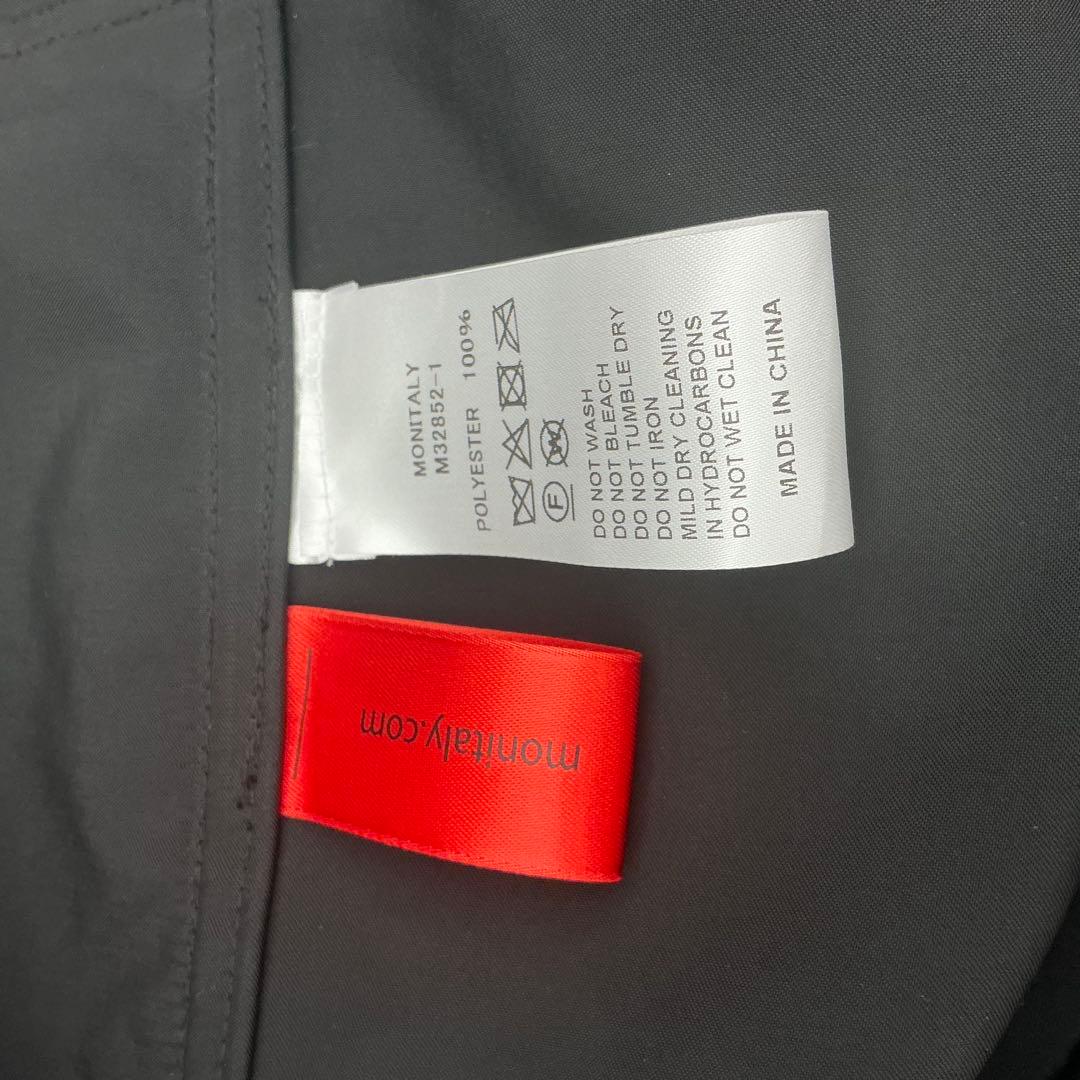 MONITALY
M32852-1
POLYESTER 100%
F W
DO NOT WASH
DO NOT BLEACH
DO NOT TUMBLE DRY
DO NOT IRON
MILD DRY CLEANING
IN HYDROCARBONS
DO NOT WET CLEAN
MADE IN CHINA
monitaly.com